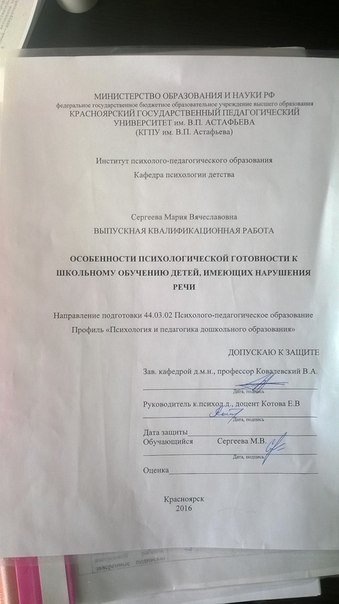 МИНИСТЕРСТВО ОБРАЗОВАНИЯ И НАУКИ РФ
федеральное государственное бюджетное образовательное учреждение высшего образования
КРАСНОЯРСКИЙ ГОСУДАРСТВЕННЫЙ ПЕДАГОГИЧЕСКИЙ
УНИВЕРСИТЕТ им. В.П. АСТАФЬЕВА
(КГПУ им. В.П. Астафьева)
Институт психолого-педагогического образования
Кафедра психологии детства
Сергеева Мария Вячеславовна
ВЫПУСКНАЯ КВАЛИФИКАЦИОННАЯ РАБОТА
ОСОБЕННОСТИ ПСИХОЛОГИЧЕСКОЙ ГОТОВНОСТИ К
ШКОЛЬНОМУ ОБУЧЕНИЮ ДЕТЕЙ, ИМЕЮЩИХ НАРУШЕНИЯ
РЕЧИ
Направление подготовки 44.03.02 Психолого-педагогическое образование
Профиль «Психология и педагогика дошкольного образования»
ДОПУСКАЮ К ЗАЩИТЕ
Зав. кафедрой д.м.н., профессор Ковалевский В.А.
дата, подпись
Руководитель к.психол.д., доцент Котова Е.В
Дата, подпись
Дата защиты
Обучающийся Сергеева М.В.
Дата, подпись
Оценка
Красноярск
2016